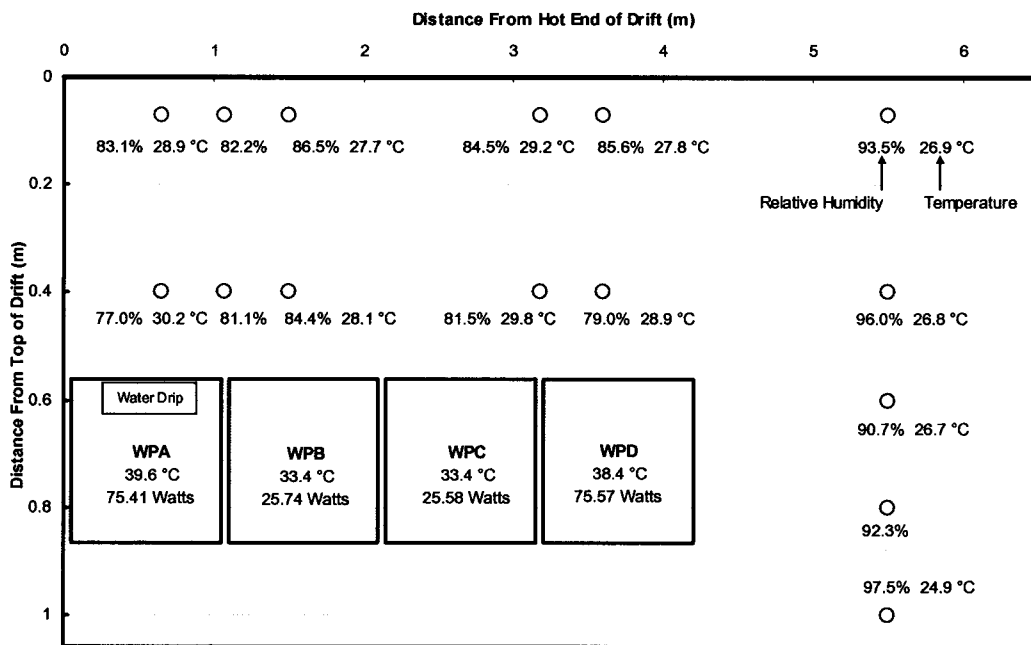 Distance From Hot End of Drift (m)
0 1 2 3 4 5 6
0
83.1% 28.9 °C 82.2% 86.5% 27.7 °C 84.5% 29.2 °C 85.6% 27.8 °C 93.5% 26.9 °C
0.2
Relative Humidity Temperature
Distance From Top of Drift (m)
0.4
77.0% 30.2 °C 81.1% 84.4% 28.1 °C 81.5% 29.8 °C 79.0% 28.9 °C 96.0% 26.8 °C
Water Drip
0.6
90.7% 26.7 °C
WPA WPB WPC WPD
39.6 °C 33.4 °C 33.4 °C 38.4 °C
75.41 Watts 25.74 Watts 25.58 Watts 75.57 Watts
0.8
92.3%
97.5% 24.9 °C
1